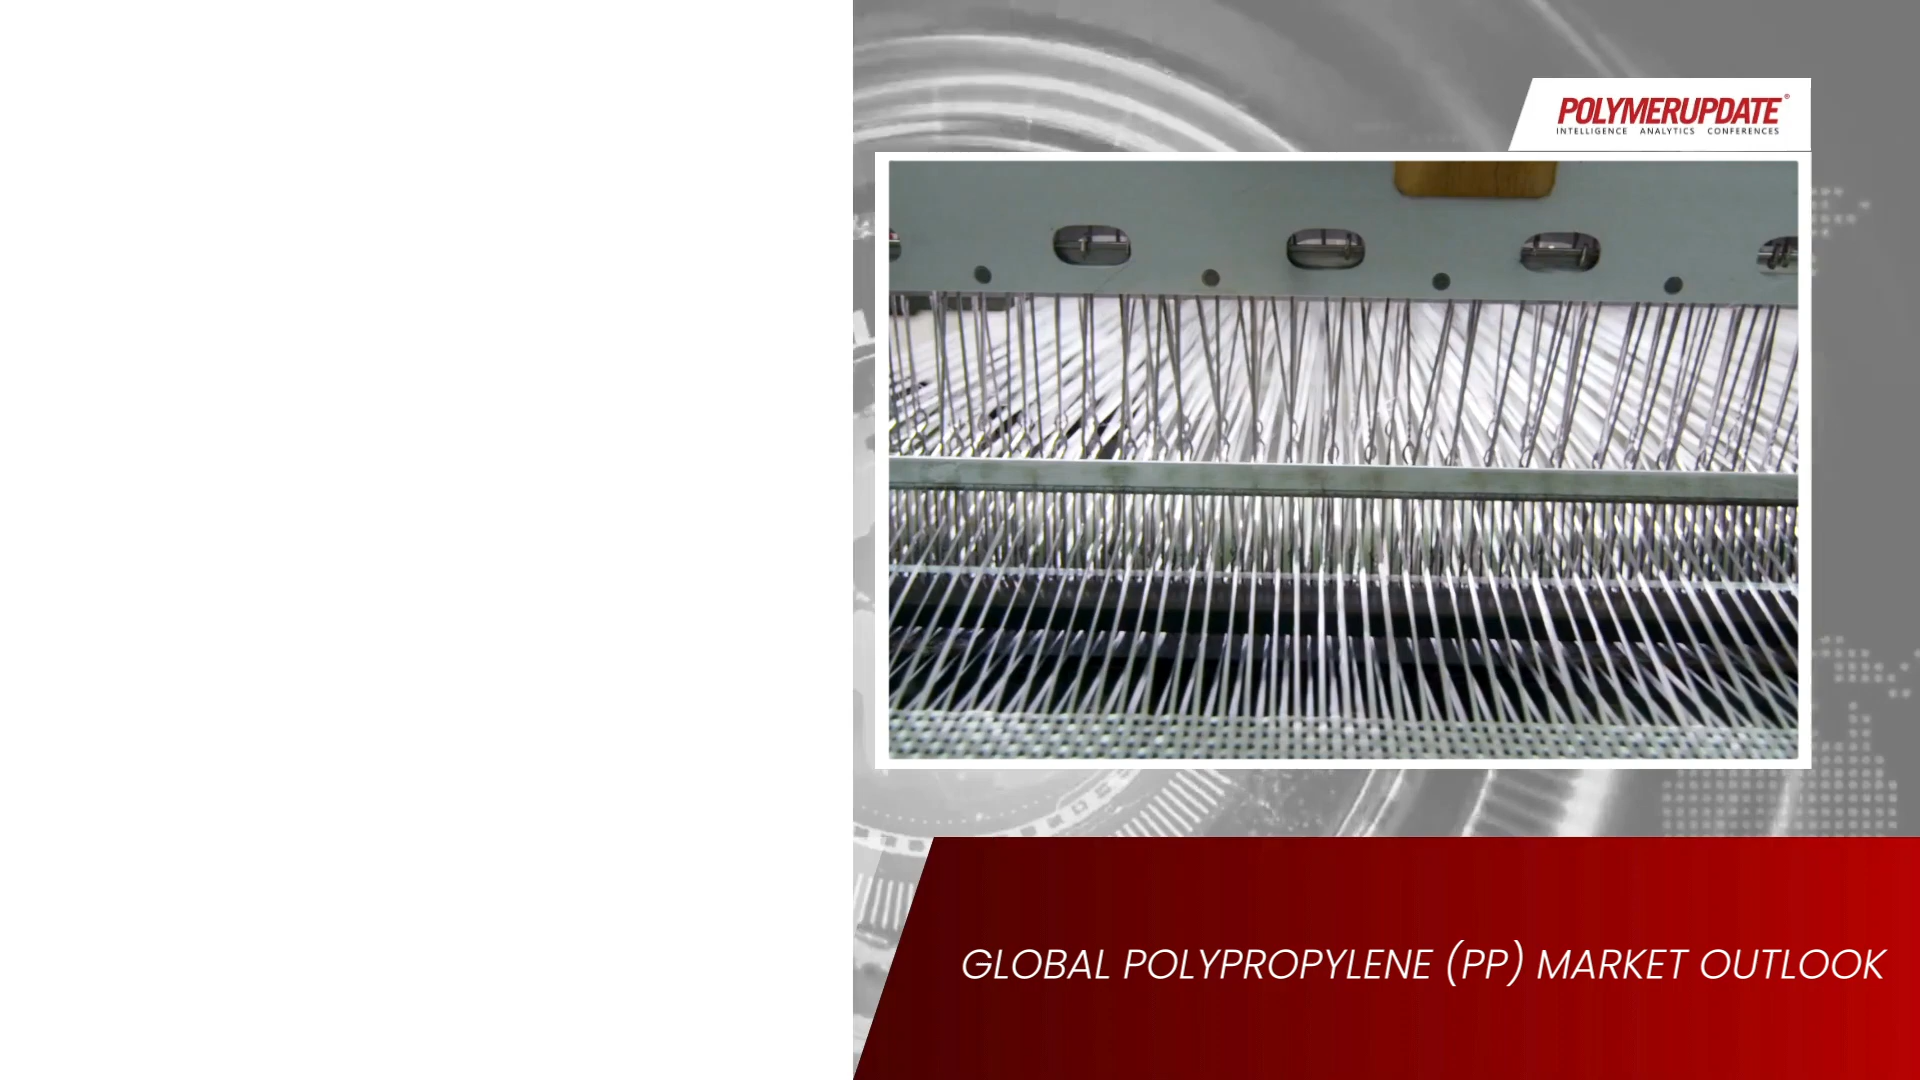 POLYMERUPDATE®
INTELLIGENCE ANALYTICS CONFERENCES
GLOBAL POLYPROPYLENE (PP) MARKET OUTLOOK